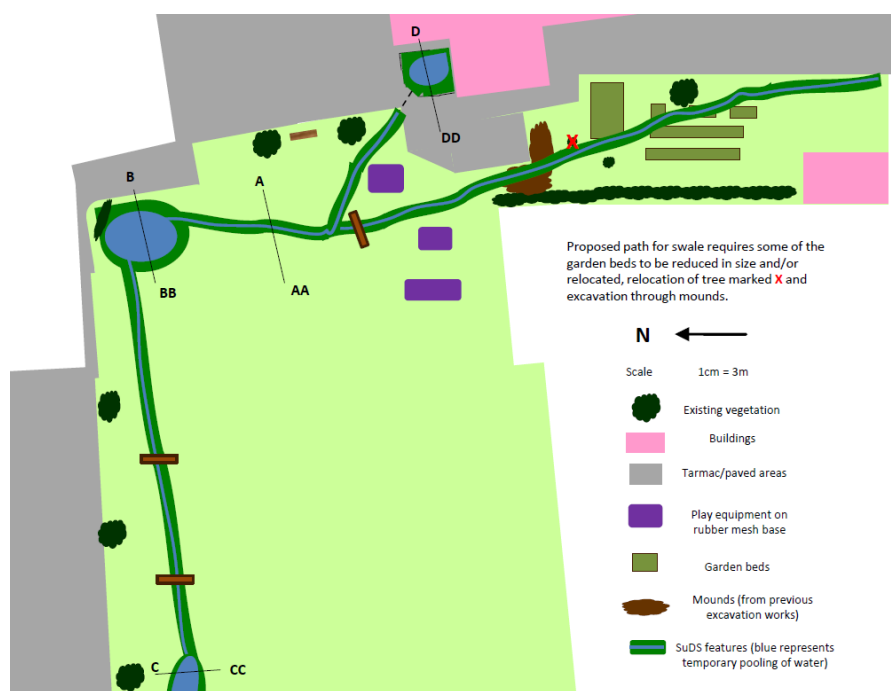 D
DD
B
A
X
BB
AA
Proposed path for swale requires some of the
garden beds to be reduced in size and/or
relocated, relocation of tree marked X and
excavation through mounds.
N
Scale 1cm = 3m
Existing vegetation
Buildings
Tarmac/paved areas
Play equipment on
rubber mesh base
Garden beds
Mounds (from previous
excavation works)
SuDS features (blue represents
temporary pooling of water)
C
CC